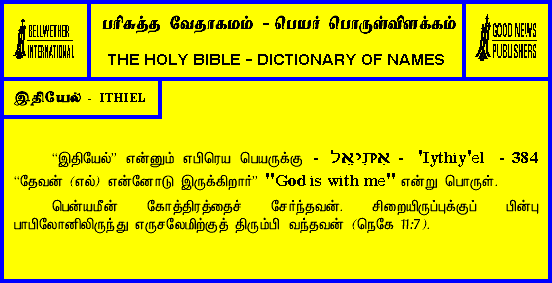 BELLWETHER
INTERNATIONAL
பரிசுத்த வேதாகமம் - பெயர் பொருள்விளக்கம்
THE HOLY BIBLE - DICTIONARY OF NAMES
GOOD NEWS
PUBLISHERS
இதியேல் - ITHIEL
“இதியேல்” என்னும் எபிரெய பெயருக்கு - אִיתִיאֵל - 'Iythiy'el - 384
“தேவன் (எல்) என்னோடு இருக்கிறார்” "God is with me" என்று பொருள்.
பென்யமீன் கோத்திரத்தைச் சேர்ந்தவன். சிறையிருப்புக்குப் பின்பு
பாபிலோனிலிருந்து எருசலேமிற்குத் திரும்பி வந்தவன் (நெகே 11:7).